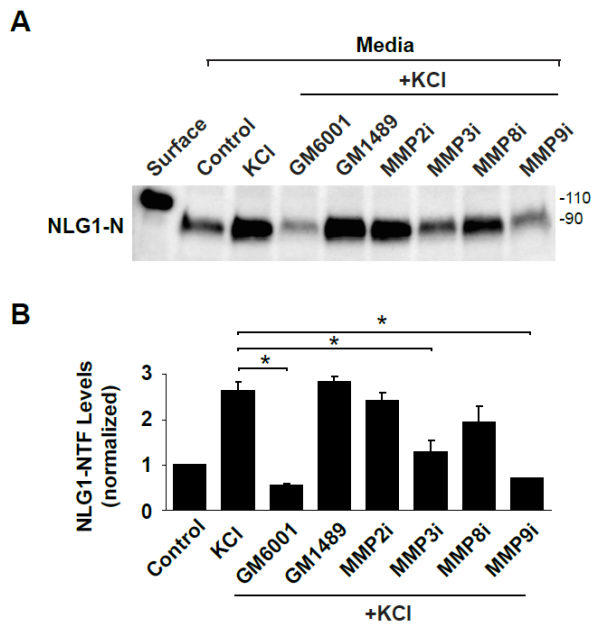 A
Media
+KCl
Surface
Control
KCl
GM6001
GM1489
MMP2i
MMP3i
MMP8i
MMP9i
-110
-90
NLG1-N
B
*
*
*
NLG1-NTF Levels
(normalized)
3
2
1
0
Control
KCl
GM6001
GM1489
MMP2i
MMP3i
MMP8i
MMP9i
+KCl